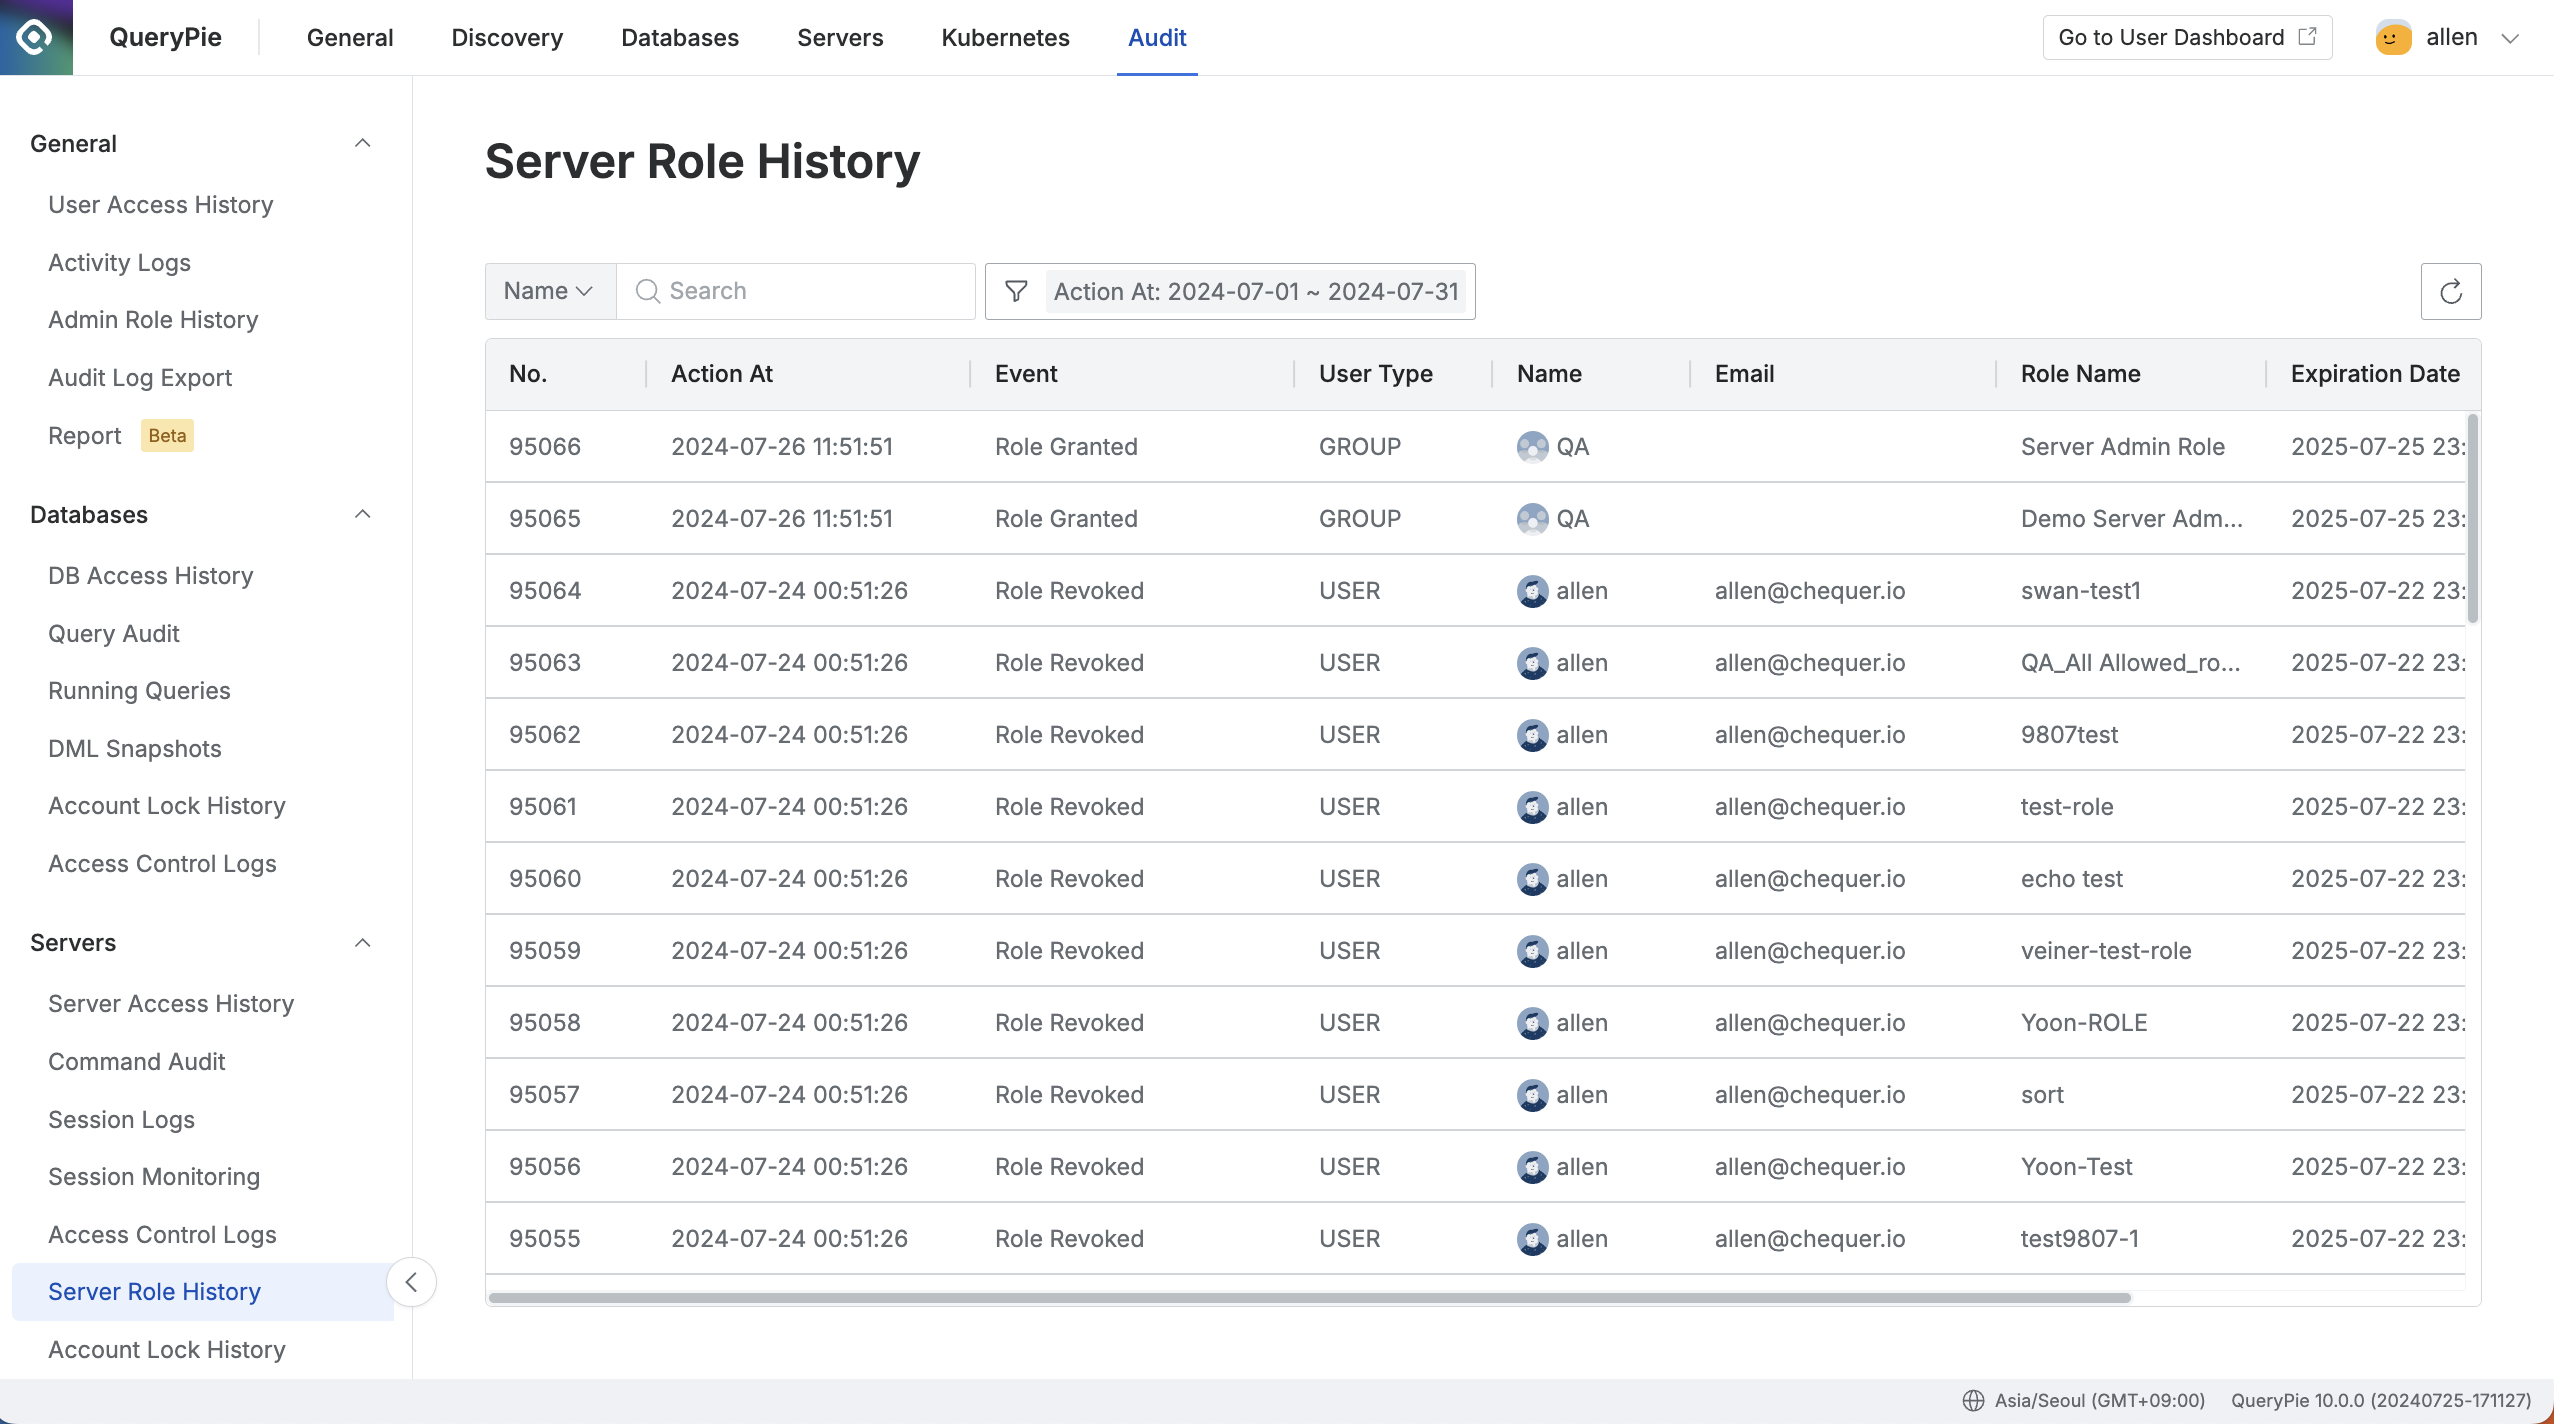 QueryPie General Discovery Databases Servers Kubernetes Audit Go to User Dashboard allen
General
User Access History
Activity Logs
Admin Role History
Audit Log Export
Report Beta
Databases
DB Access History
Query Audit
Running Queries
DML Snapshots
Account Lock History
Access Control Logs
Servers
Server Access History
Command Audit
Session Logs
Session Monitoring
Access Control Logs
Server Role History
Account Lock History
Server Role History
Name Search Action At: 2024-07-01 ~ 2024-07-31
No. Action At Event User Type Name Email Role Name Expiration Date
95066 2024-07-26 11:51:51 Role Granted GROUP QA Server Admin Role 2025-07-25 23:
95065 2024-07-26 11:51:51 Role Granted GROUP QA Demo Server Adm... 2025-07-25 23:
95064 2024-07-24 00:51:26 Role Revoked USER allen allen@chequer.io swan-test1 2025-07-22 23:
95063 2024-07-24 00:51:26 Role Revoked USER allen allen@chequer.io QA_All Allowed_ro... 2025-07-22 23:
95062 2024-07-24 00:51:26 Role Revoked USER allen allen@chequer.io 9807test 2025-07-22 23:
95061 2024-07-24 00:51:26 Role Revoked USER allen allen@chequer.io test-role 2025-07-22 23:
95060 2024-07-24 00:51:26 Role Revoked USER allen allen@chequer.io echo test 2025-07-22 23:
95059 2024-07-24 00:51:26 Role Revoked USER allen allen@chequer.io veiner-test-role 2025-07-22 23:
95058 2024-07-24 00:51:26 Role Revoked USER allen allen@chequer.io Yoon-ROLE 2025-07-22 23:
95057 2024-07-24 00:51:26 Role Revoked USER allen allen@chequer.io sort 2025-07-22 23:
95056 2024-07-24 00:51:26 Role Revoked USER allen allen@chequer.io Yoon-Test 2025-07-22 23:
95055 2024-07-24 00:51:26 Role Revoked USER allen allen@chequer.io test9807-1 2025-07-22 23:
Asia/Seoul (GMT+09:00) QueryPie 10.0.0 (20240725-171127)